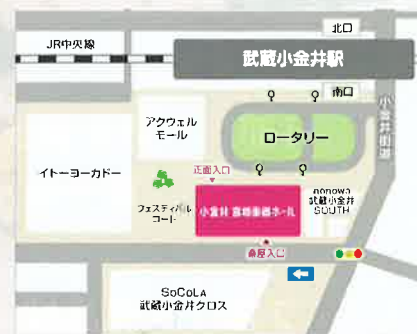 北口
JR中央線
武蔵小金井駅
南口
小金井街道
アクウェル
モール
ロータリー
イトーヨーカドー
正面入口
フェスティバル
コート
小金井 宮地楽器ホール
nonowa
武蔵小金井
SOUTH
楽屋入口
SoCoLA
武蔵小金井クロス